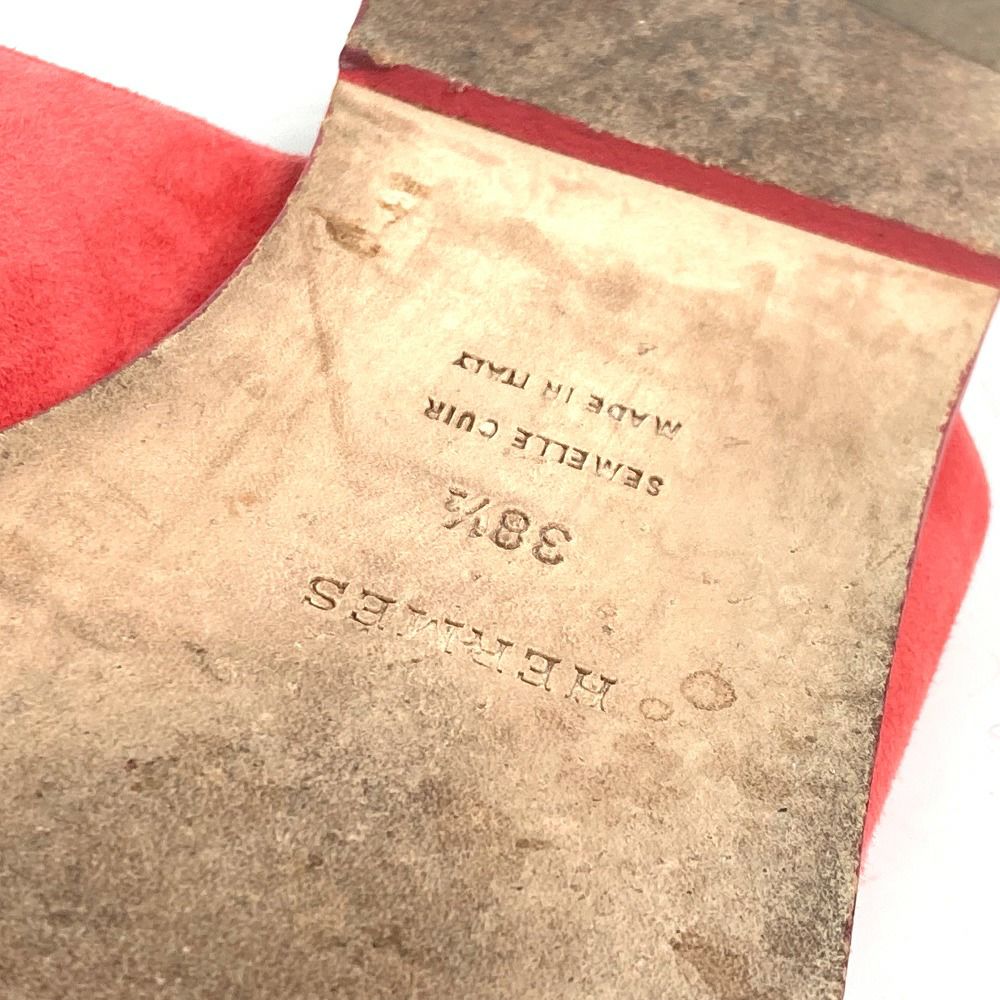 HERMES
38½
SEMELLE CUIR
MADE IN ITALY